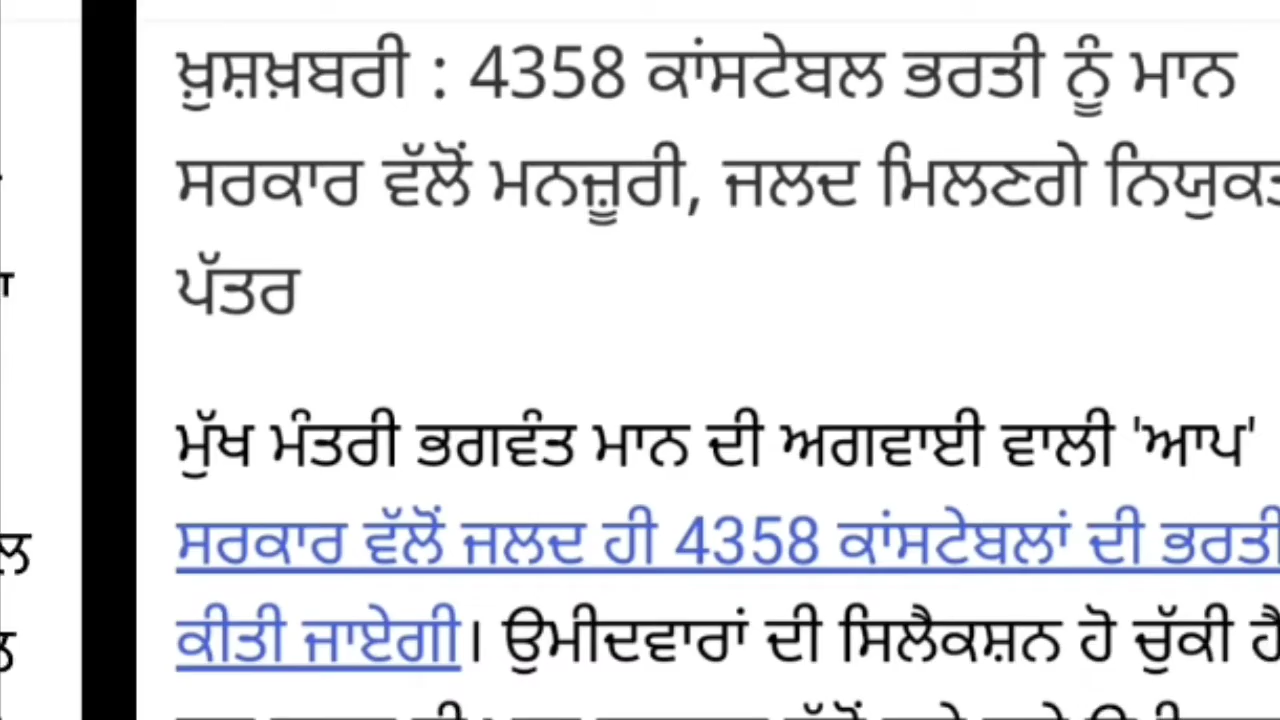 ਖ਼ੁਸ਼ਖ਼ਬਰੀ : 4358 ਕਾਂਸਟੇਬਲ ਭਰਤੀ ਨੂੰ ਮਾਨ
ਸਰਕਾਰ ਵੱਲੋਂ ਮਨਜ਼ੂਰੀ, ਜਲਦ ਮਿਲਣਗੇ
ਪੱਤਰ
ਮੁੱਖ ਮੰਤਰੀ ਭਗਵੰਤ ਮਾਨ ਦੀ ਅਗਵਾਈ ਵਾਲੀ 'ਆਪ'
ਸਰਕਾਰ ਵੱਲੋਂ ਜਲਦ ਹੀ 4358 ਕਾਂਸਟੇਬਲਾਂ ਦੀ ਭਰਤੀ
ਕੀਤੀ ਜਾਏਗੀ। ਉਮੀਦਵਾਰਾਂ ਦੀ ਸਿਲੈਕਸ਼ਨ ਹੋ ਚੁੱਕੀ ਹੈ